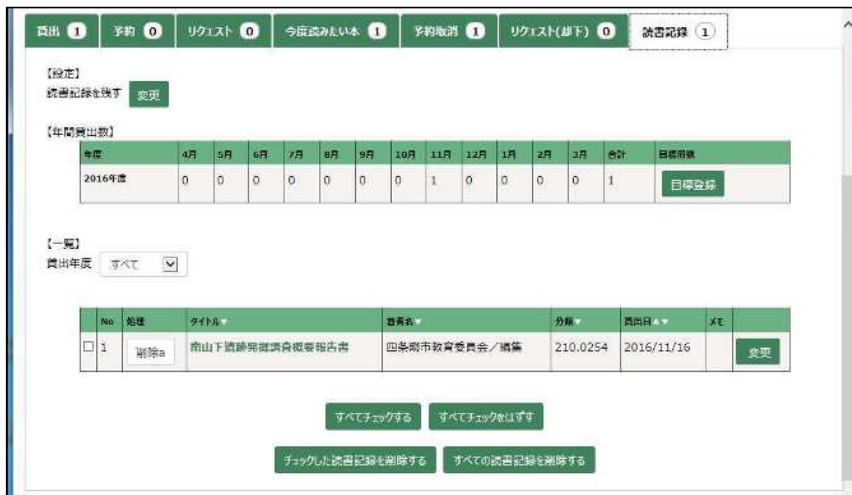 貸出 1 予約 0 リクエスト 0 今度読みたい本 1 予約取消 1 リクエスト(却下) 0 読書記録 1
【設定】
読書記録を残す 変更
【年間貸出数】
年度 4月 5月 6月 7月 8月 9月 10月 11月 12月 1月 2月 3月 合計 目標冊数
2016年度 0 0 0 0 0 0 0 1 0 0 0 0 1 目標登録
【一覧】
貸出年度 すべて
No 処理 タイトル▼ 著者名▼ 分類▼ 貸出日▲▼ メモ
1 削除a 南山下遺跡発掘調査概要報告書 四条畷市教育委員会/編集 210.0254 2016/11/16 変更
すべてチェックする すべてチェックをはずす
チェックした読書記録を削除する すべての読書記録を削除する